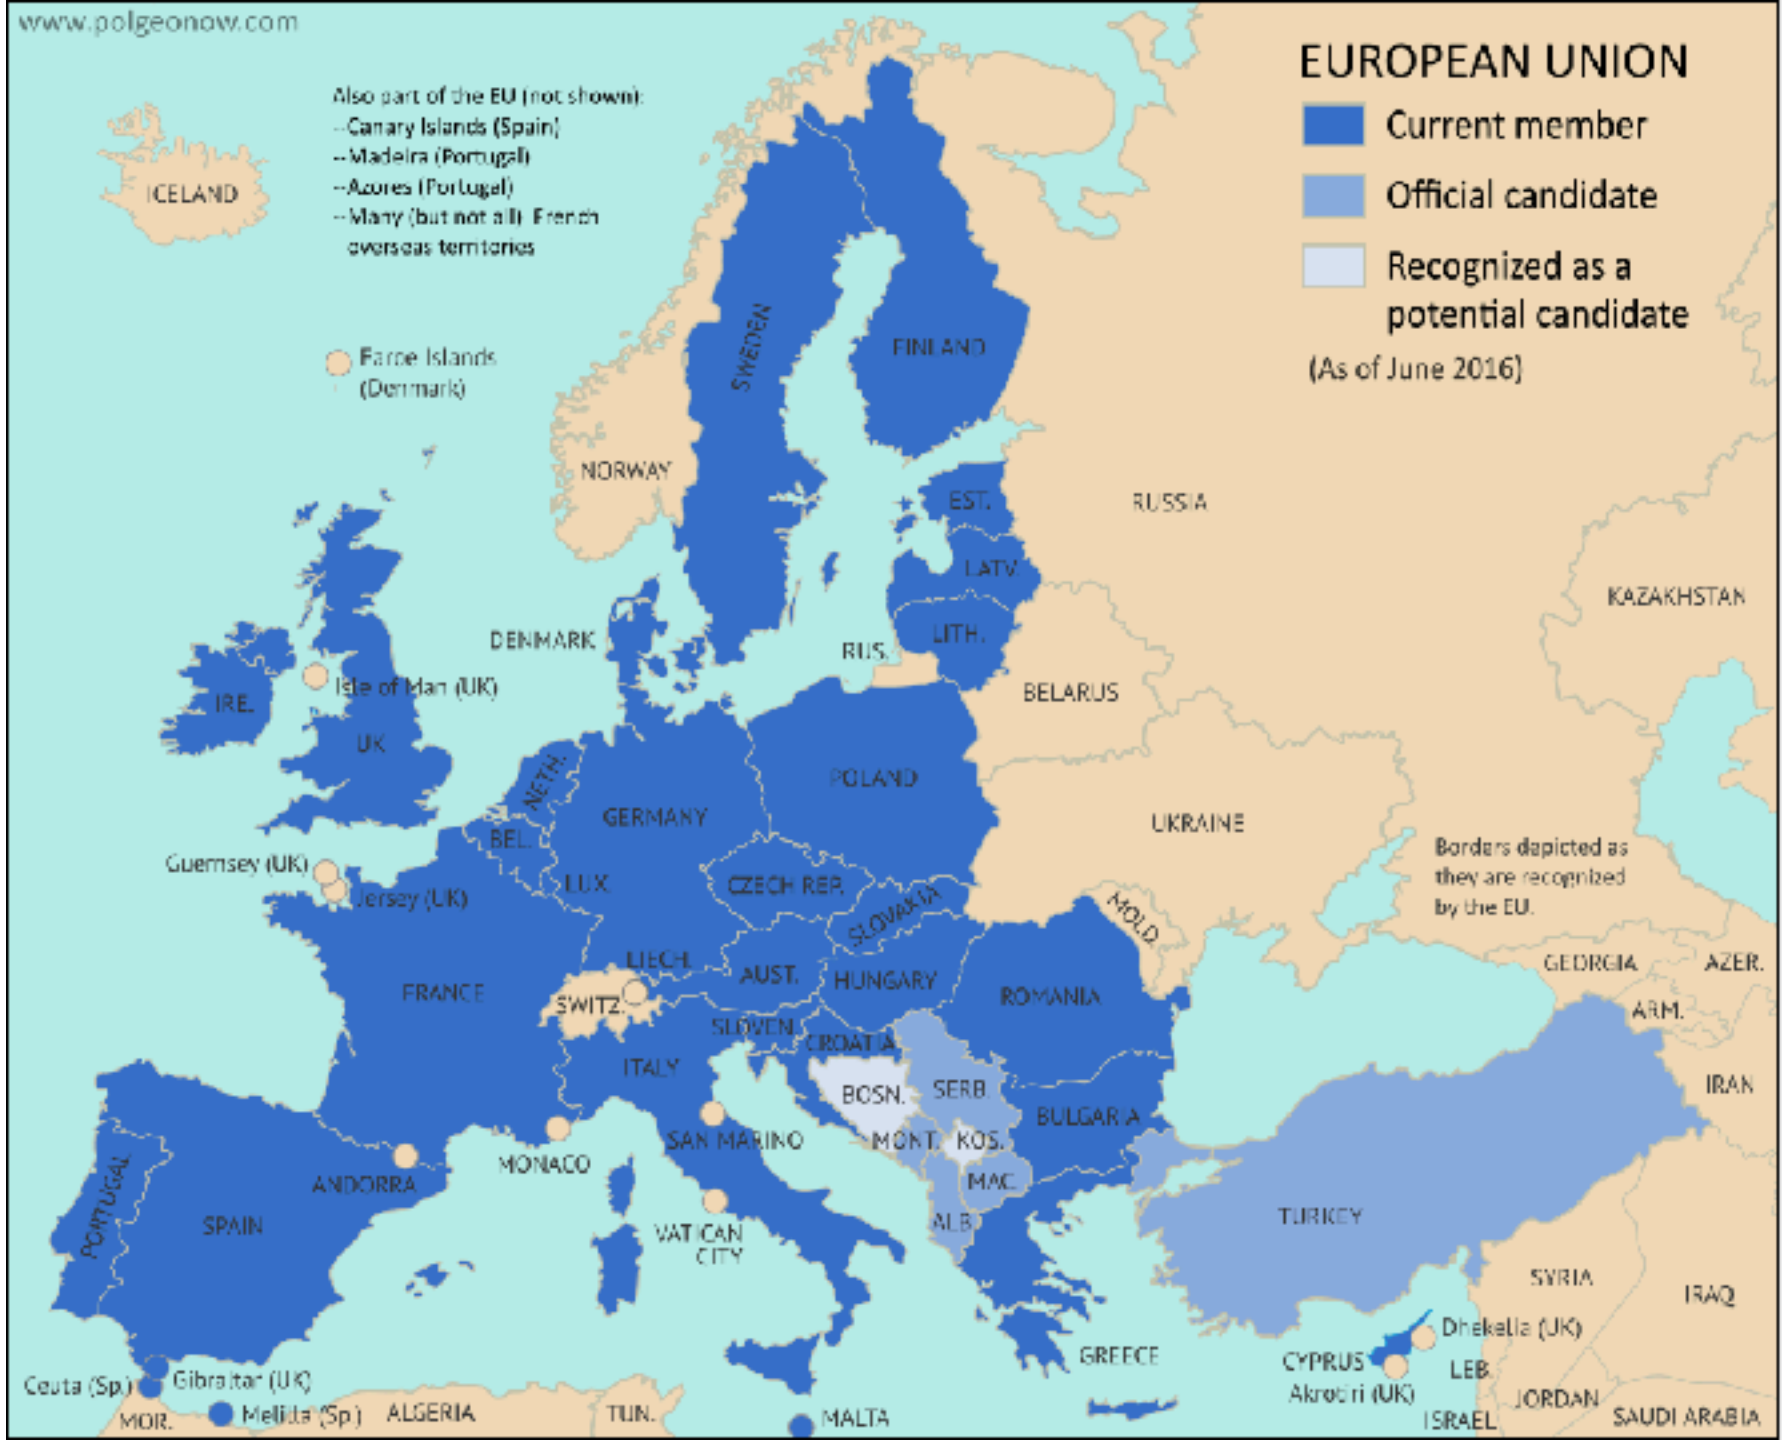 www.polgeonow.com
EUROPEAN UNION
Current member
Official candidate
Recognized as a
potential candidate
(As of June 2016)
Also part of the EU (not shown):
--Canary Islands (Spain)
--Madeira (Portugal)
--Azores (Portugal)
--Many (but not all) French
overseas territories
ICELAND
Faroe Islands
(Denmark)
SWEDEN
FINLAND
NORWAY
EST.
RUSSIA
LATV.
KAZAKHSTAN
DENMARK
LITH.
RUS.
Isle of Man (UK)
BELARUS
IRE.
UK
NETH.
POLAND
GERMANY
UKRAINE
BEL.
Borders depicted as
they are recognized
by the EU.
Guernsey (UK)
Jersey (UK)
LUX.
CZECH REP.
SLOVAKIA
MOLD.
LIECH.
AUST.
HUNGARY
GEORGIA
AZER.
FRANCE
SWITZ.
ROMANIA
ARM.
SLOVEN.
CROATIA
ITALY
BOSN.
SERB.
IRAN
BULGARIA
SAN MARINO
MONT.
KOS.
MONACO
ANDORRA
MAC.
PORTUGAL
SPAIN
ALB.
TURKEY
VATICAN
CITY
SYRIA
IRAQ
Dhekelia (UK)
GREECE
CYPRUS
LEB.
Akrotiri (UK)
Ceuta (Sp.)
Gibraltar (UK)
JORDAN
MOR.
Melilla (Sp.)
ALGERIA
TUN.
MALTA
ISRAEL
SAUDI ARABIA